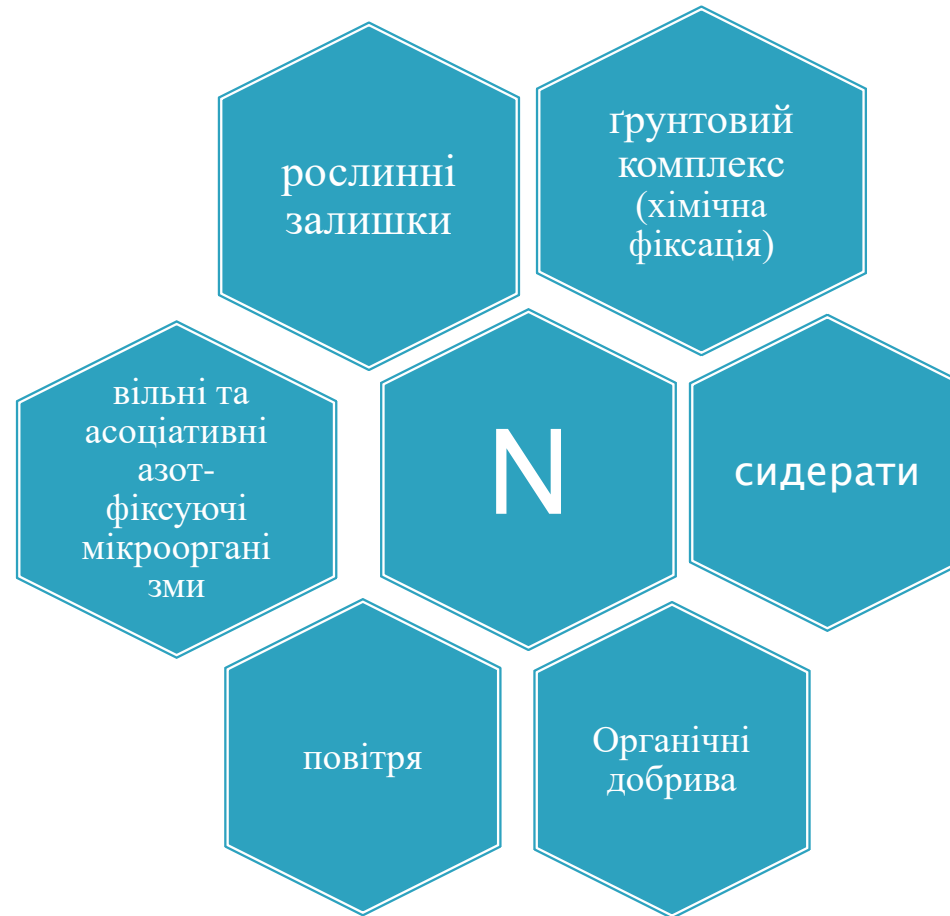 рослинні
залишки
ґрунтовий
комплекс
(хімічна
фіксація)
вільні та
асоціативні
азот-
фіксуючі
мікрооргані
зми
N
сидерати
повітря
Органічні
добрива